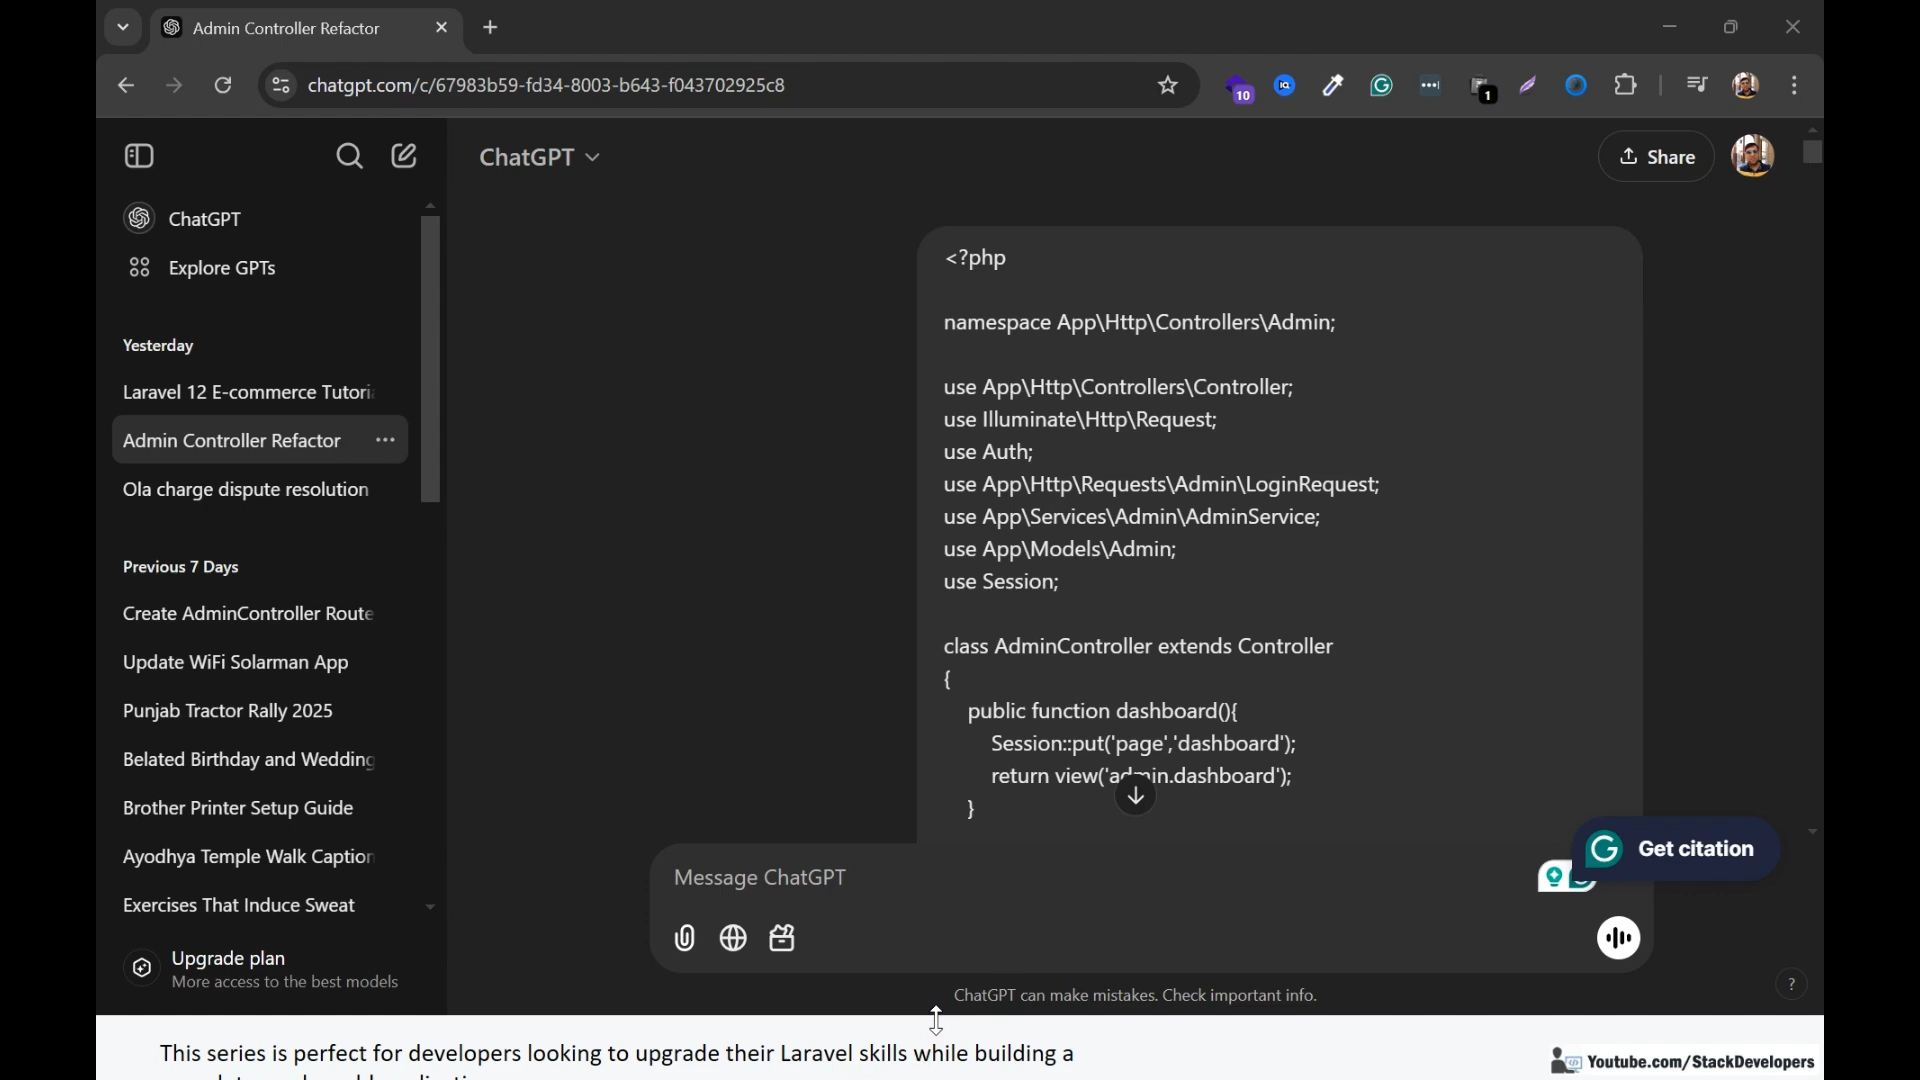 Admin Controller Refactor
chatgpt.com/c/67983b59-fd34-8003-b643-f043702925c8
10
1
ChatGPT
Share
ChatGPT
Explore GPTs
Yesterday
Laravel 12 E-commerce Tutori
Admin Controller Refactor
Ola charge dispute resolution
Previous 7 Days
Create AdminController Route
Update WiFi Solarman App
Punjab Tractor Rally 2025
Belated Birthday and Wedding
Brother Printer Setup Guide
Ayodhya Temple Walk Caption
Exercises That Induce Sweat
Upgrade plan
More access to the best models
<?php
namespace App\Http\Controllers\Admin;
use App\Http\Controllers\Controller;
use Illuminate\Http\Request;
use Auth;
use App\Http\Requests\Admin\LoginRequest;
use App\Services\Admin\AdminService;
use App\Models\Admin;
use Session;
class AdminController extends Controller
{
public function dashboard(){
Session::put('page','dashboard');
return view('admin.dashboard');
}
Message ChatGPT
Get citation
ChatGPT can make mistakes. Check important info.
?
This series is perfect for developers looking to upgrade their Laravel skills while building a
Youtube.com/StackDevelopers